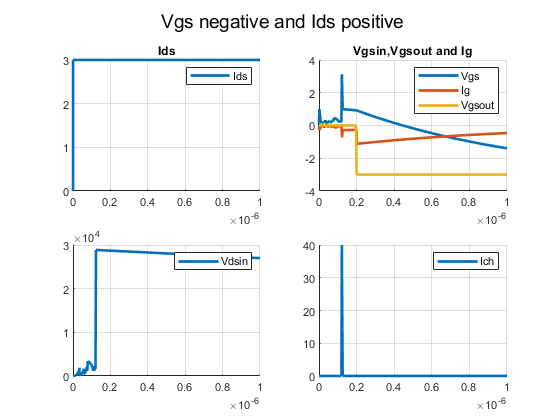 Vgs negative and Ids positive
Ids
3
2
1
0
Ids
0 0.2 0.4 0.6 0.8 1
×10-6
Vgsin,Vgsout and Ig
4
2
0
-2
-4
Vgs
Ig
Vgsout
0 0.2 0.4 0.6 0.8 1
×10-6
×104
3
2
1
0
Vdsin
0 0.2 0.4 0.6 0.8 1
×10-6
40
30
20
10
0
Ich
0 0.2 0.4 0.6 0.8 1
×10-6